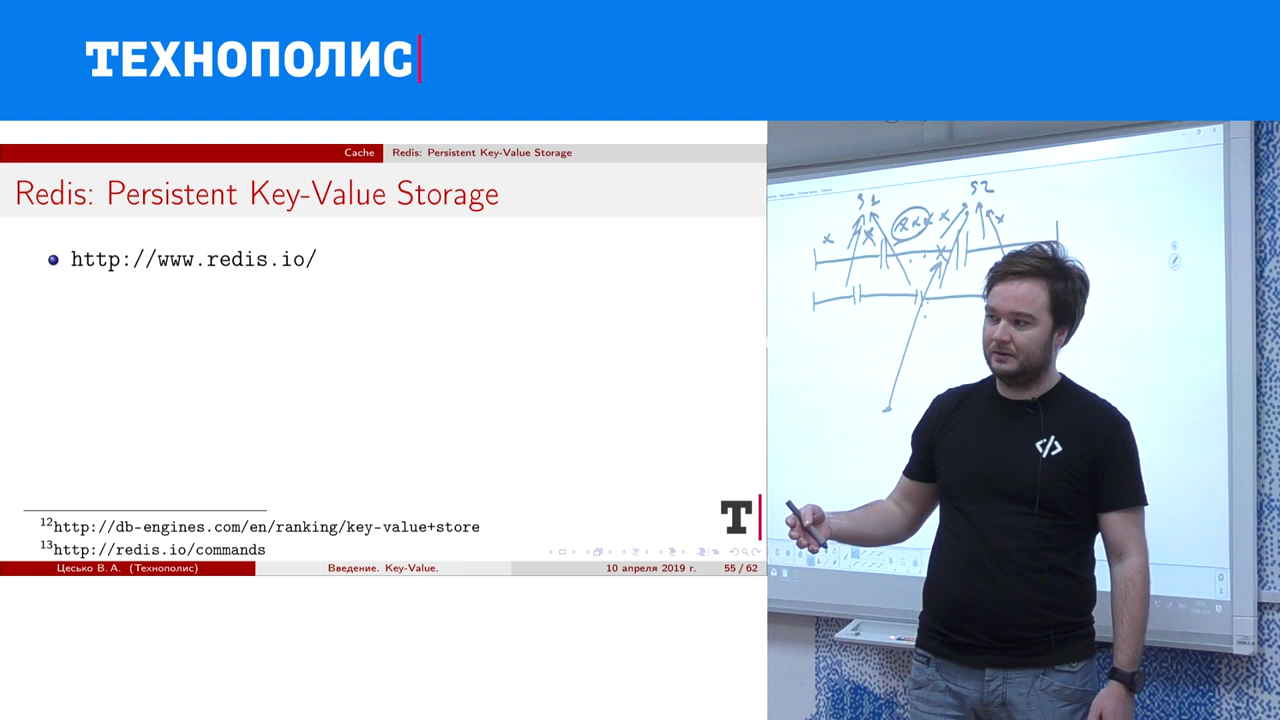 ТЕХНОПОЛИС
Cache
Redis: Persistent Key-Value Storage
Redis: Persistent Key-Value Storage
http://www.redis.io/
12http://db-engines.com/en/ranking/key-value+store
13http://redis.io/commands
T
Цесько В. А. (Технополис)
Введение. Key-Value.
10 апреля 2019 г.
55 / 62